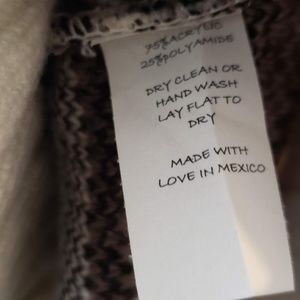 75%ACRYLIC
25%POLYAMIDE
DRY CLEAN OR
HAND WASH
LAY FLAT TO
DRY
MADE WITH
LOVE IN MEXICO